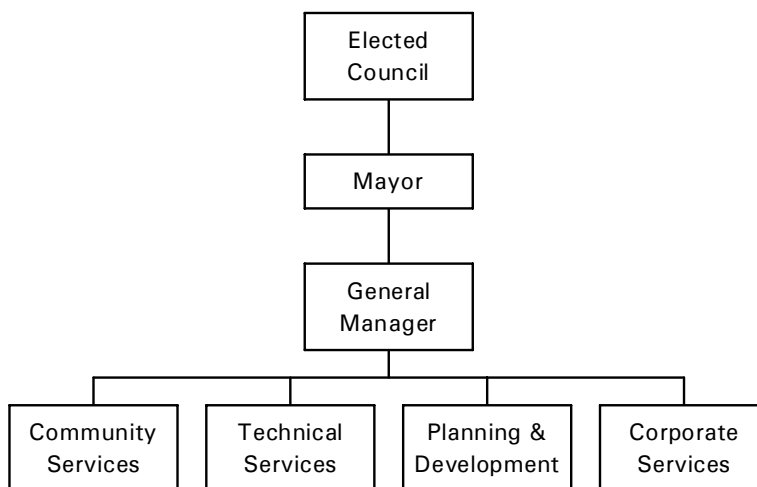 Elected
Council
Mayor
General
Manager
Community
Services
Technical
Services
Planning &
Development
Corporate
Services